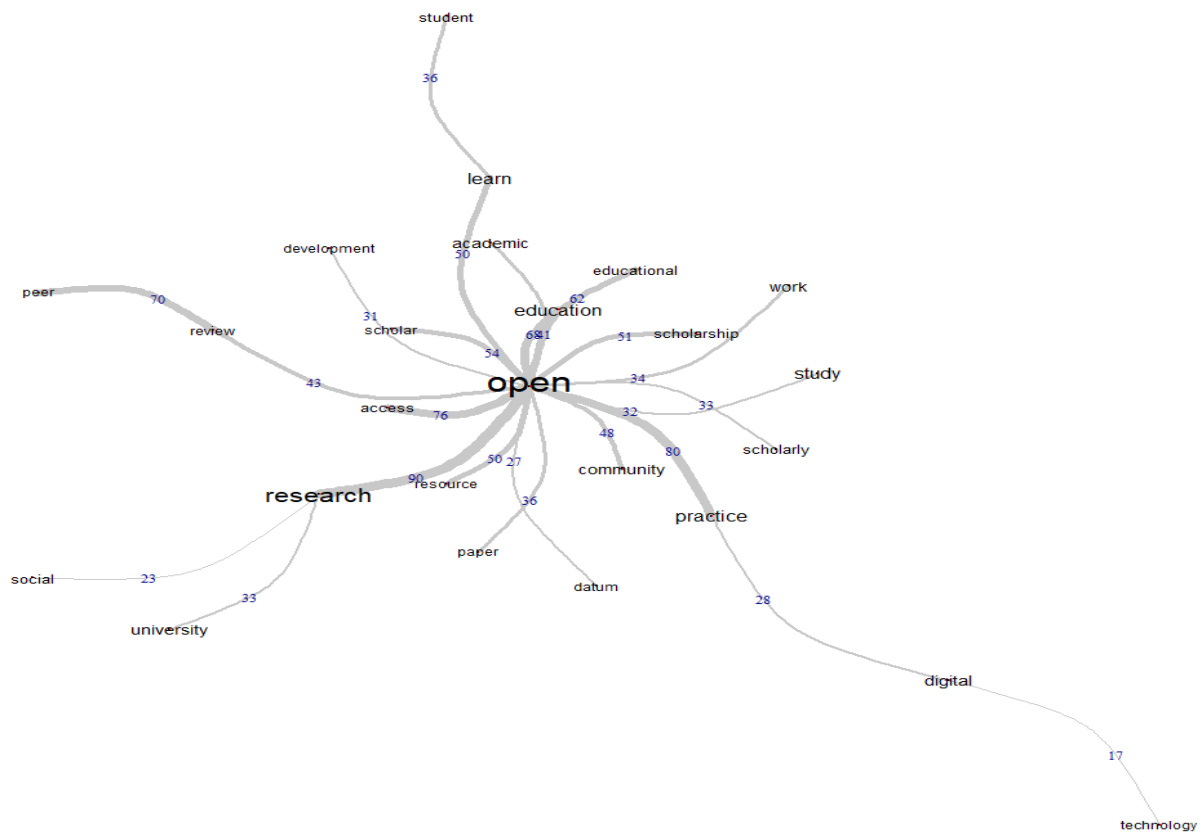 student
36
learn
academic
50
development
educational
62
peer
70
work
education
31
review
scholar
68
41
51
scholarship
54
open
34
study
43
33
access
76
32
scholarly
48
80
community
50
27
90
resource
research
36
practice
paper
social
23
datum
33
28
university
digital
17
technology